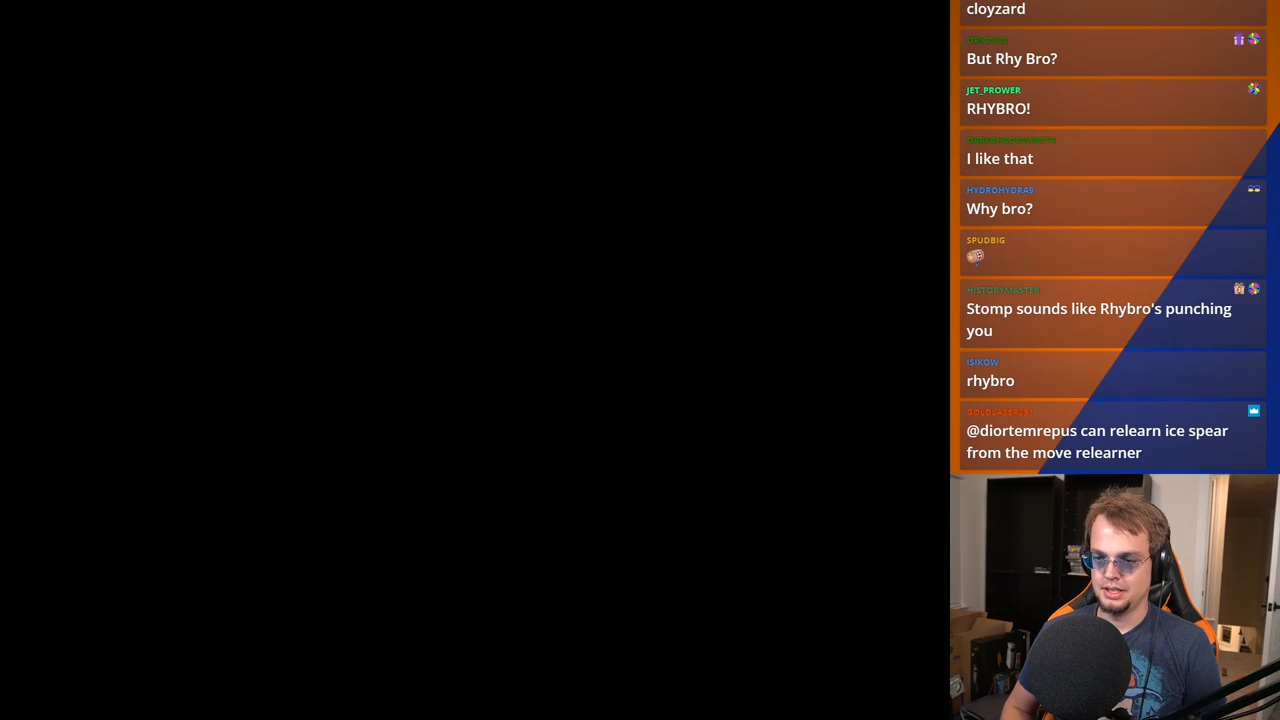 cloyzard
But Rhy Bro?
JET_PROWER
RHYBRO!
I like that
HYDROHYDRA9
Why bro?
SPUDBIG
HISTORYMASTER
Stomp sounds like Rhybro's punching
you
ISIKOW
rhybro
@diortemrepus can relearn ice spear
from the move relearner